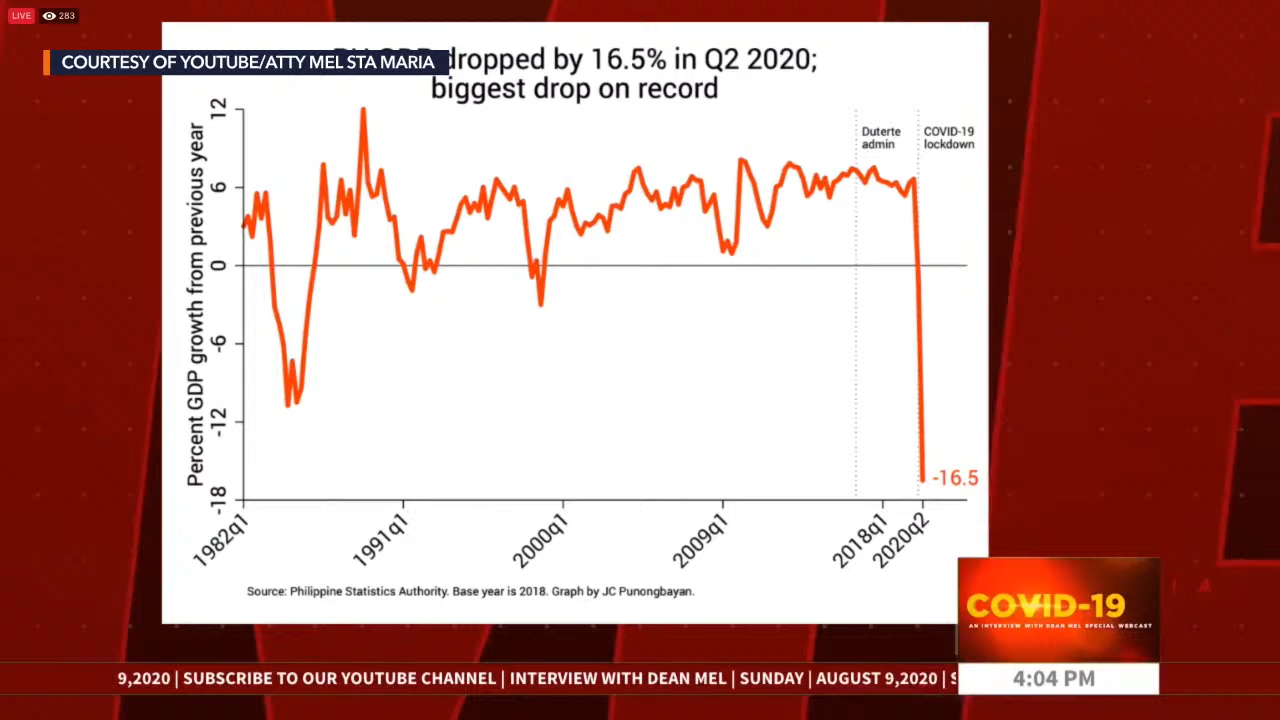 LIVE
283
COURTESY OF YOUTUBE/ATTY MEL STA MARIA
dropped by 16.5% in Q2 2020;
biggest drop on record
Percent GDP growth from previous year
12
6
0
-6
-12
-18
Duterte
admin
COVID-19
lockdown
-16.5
1982q1
1991q1
2000q1
2009q1
2018q1
2020q2
Source: Philippine Statistics Authority. Base year is 2018. Graph by JC Punongbayan.
COVID-19
AN INTERVIEW WITH DEAN MEL SPECIAL WEBCAST
9,2020 | SUBSCRIBE TO OUR YOUTUBE CHANNEL | INTERVIEW WITH DEAN MEL | SUNDAY | AUGUST 9,2020 | S
4:04 PM